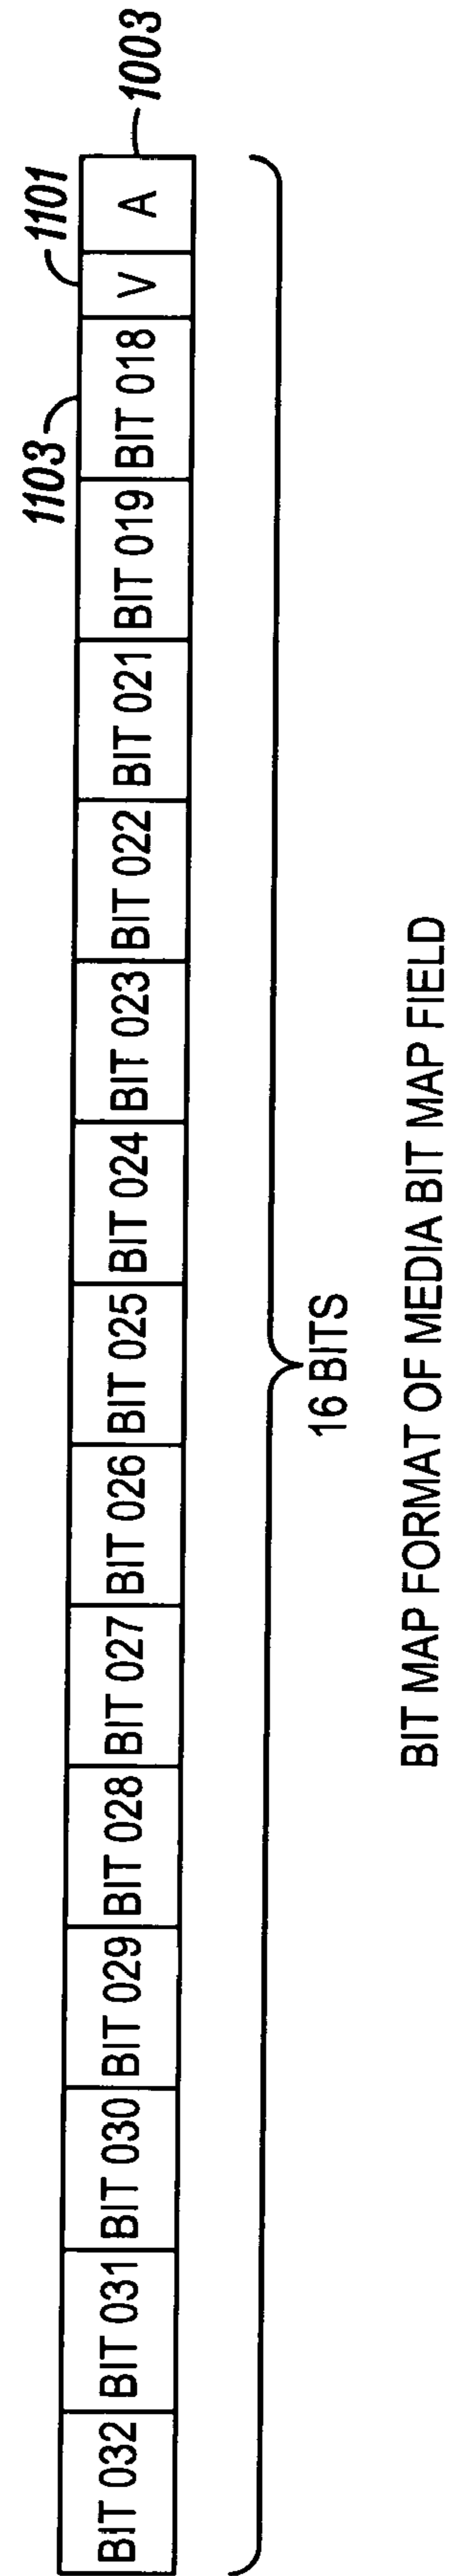 1103 1101 1003
BIT 032 BIT 031 BIT 030 BIT 029 BIT 028 BIT 027 BIT 026 BIT 025 BIT 024 BIT 023 BIT 022 BIT 021 BIT 019 BIT 018 V A
16 BITS
BIT MAP FORMAT OF MEDIA BIT MAP FIELD